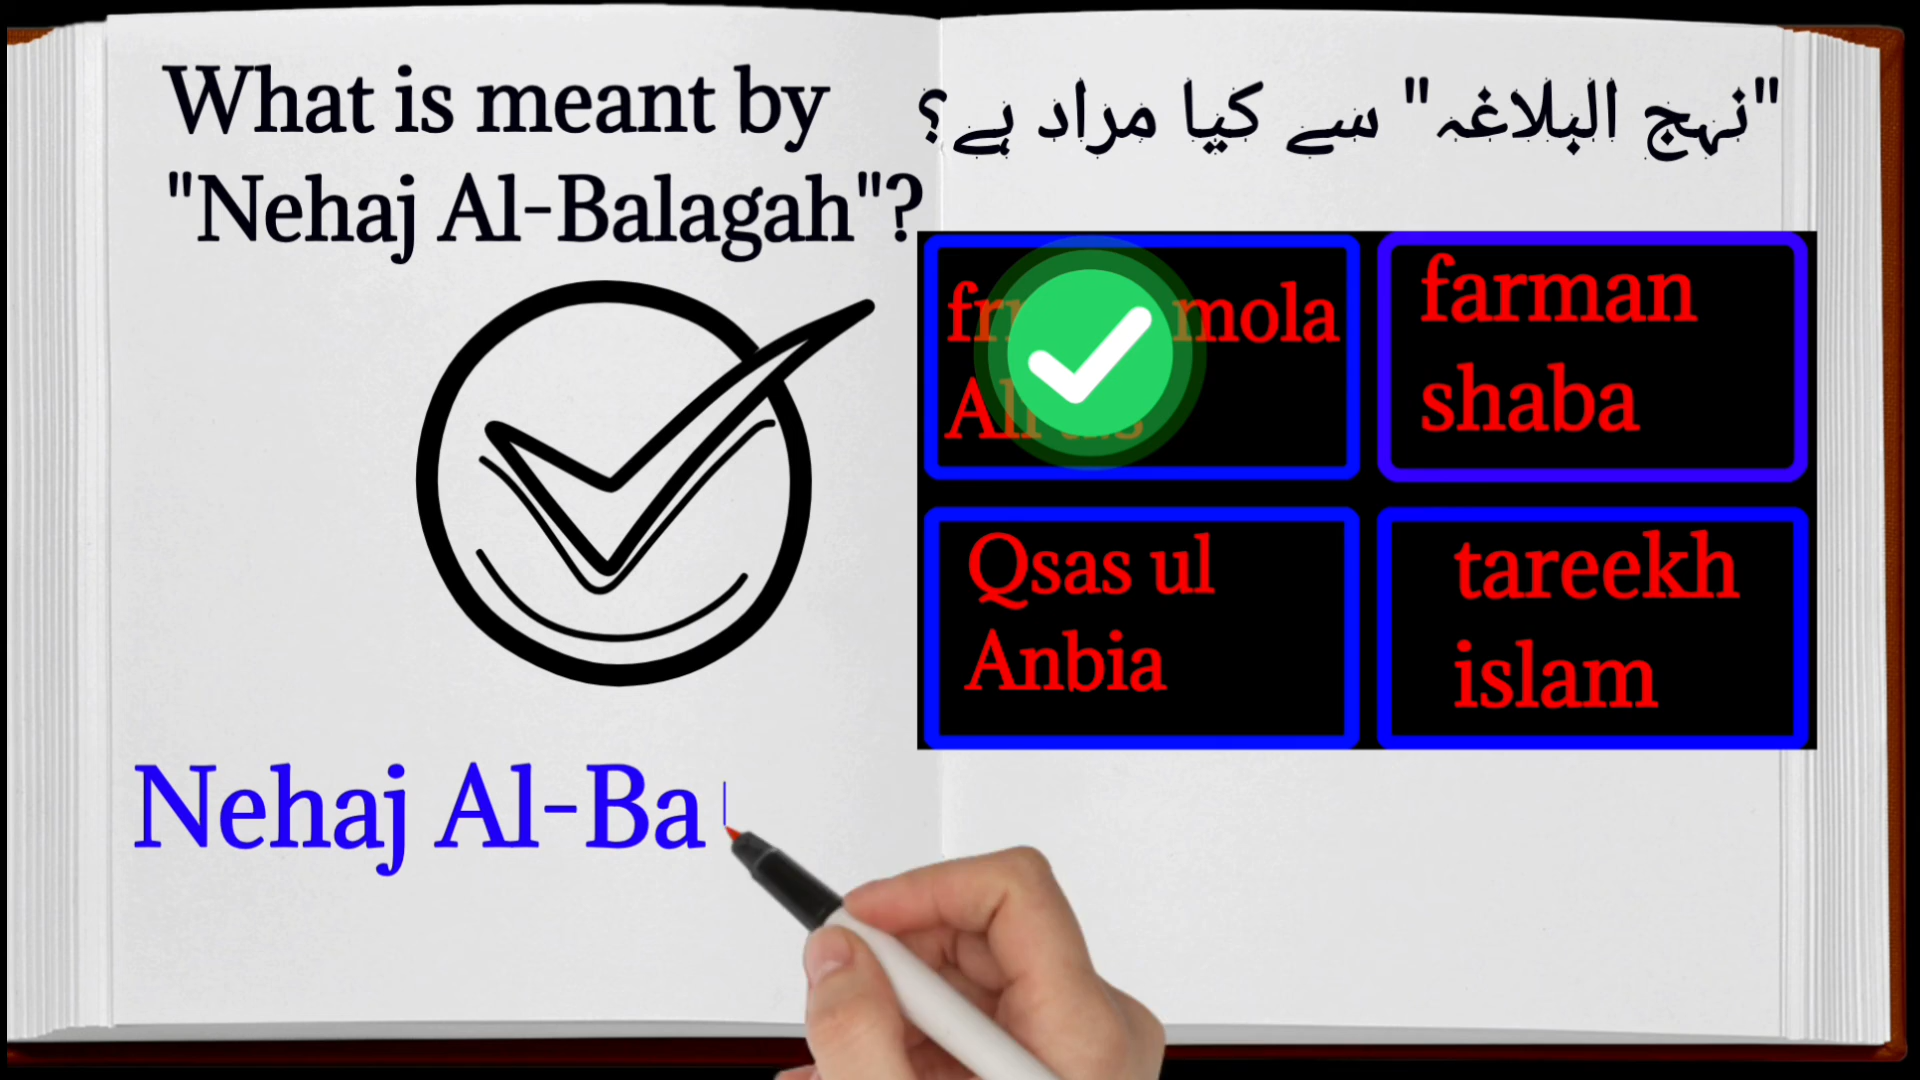 What is meant by
"Nehaj Al-Balagah"?
"نہج البلاغہ" سے کیا مراد ہے؟
mola
farman
shaba
Qsas ul
Anbia
tareekh
islam
Nehaj Al-Ba